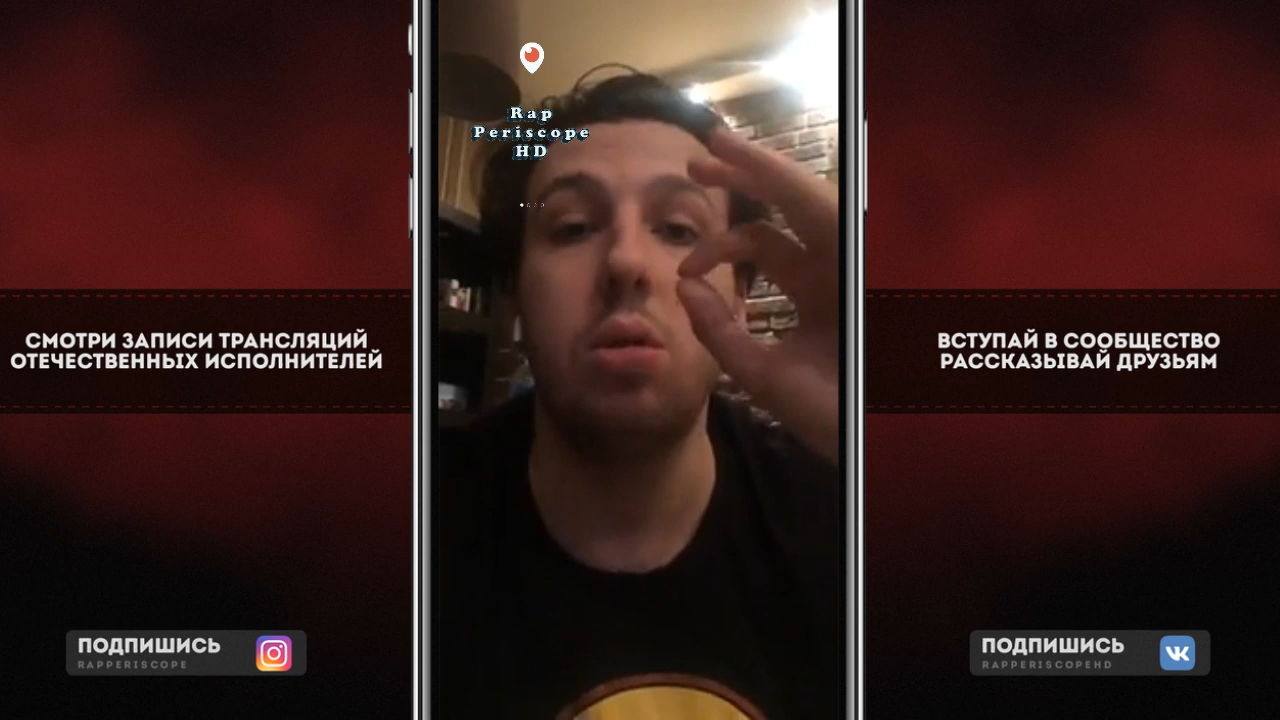 Rap
Periscope
HD
СМОТРИ ЗАПИСИ ТРАНСЛЯЦИЙ
ОТЕЧЕСТВЕННЫХ ИСПОЛНИТЕЛЕЙ
ВСТУПАЙ В СООБЩЕСТВО
РАССКАЗЫВАЙ ДРУЗЬЯМ
ПОДПИШИСЬ
RAPPERISCOPE
ПОДПИШИСЬ
RAPPERISCOPEHD